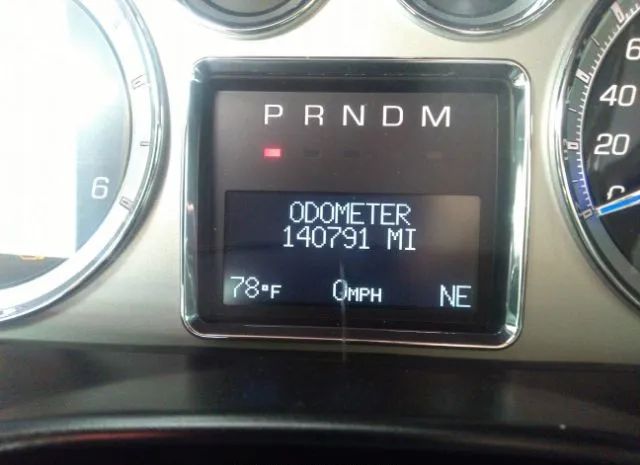 P R N D M
ODOMETER
140791 MI
78°F 0MPH NE
6
40
20